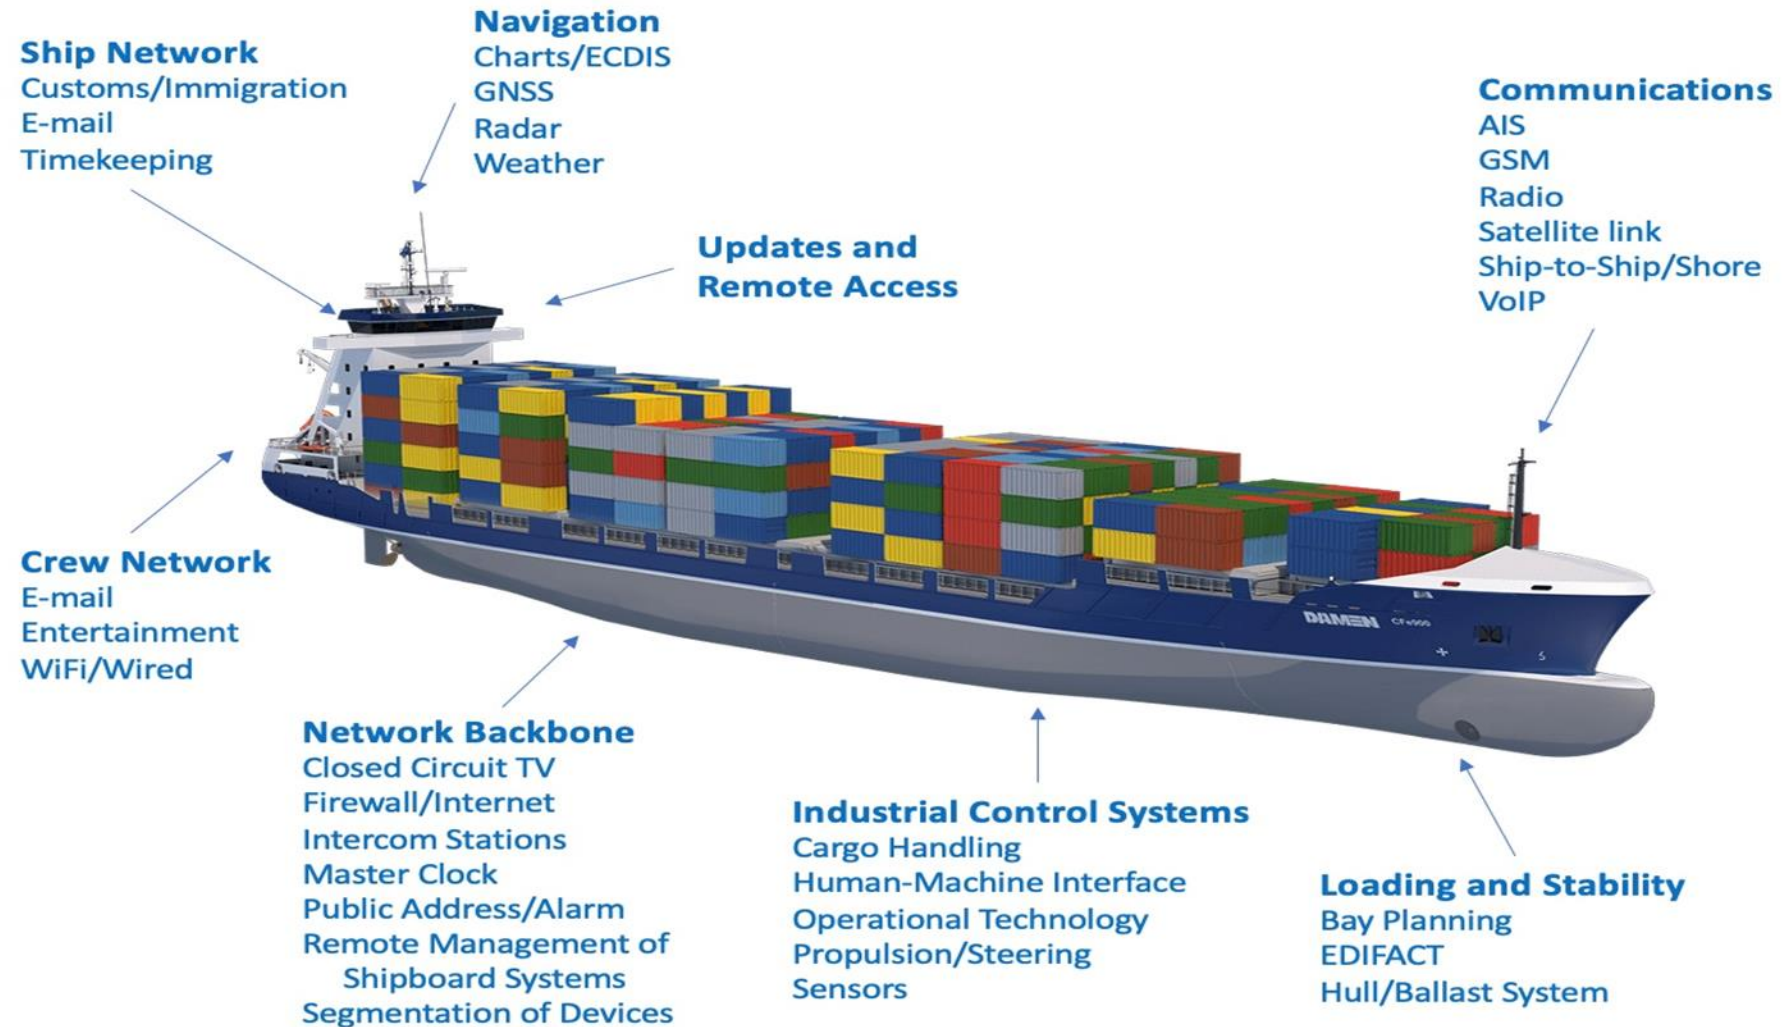 Ship Network
Customs/Immigration
E-mail
Timekeeping
Navigation
Charts/ECDIS
GNSS
Radar
Weather
Updates and
Remote Access
Communications
AIS
GSM
Radio
Satellite link
Ship-to-Ship/Shore
VoIP
Crew Network
E-mail
Entertainment
WiFi/Wired
Network Backbone
Closed Circuit TV
Firewall/Internet
Intercom Stations
Master Clock
Public Address/Alarm
Remote Management of
Shipboard Systems
Segmentation of Devices
Industrial Control Systems
Cargo Handling
Human-Machine Interface
Operational Technology
Propulsion/Steering
Sensors
Loading and Stability
Bay Planning
EDIFACT
Hull/Ballast System
DAMEN